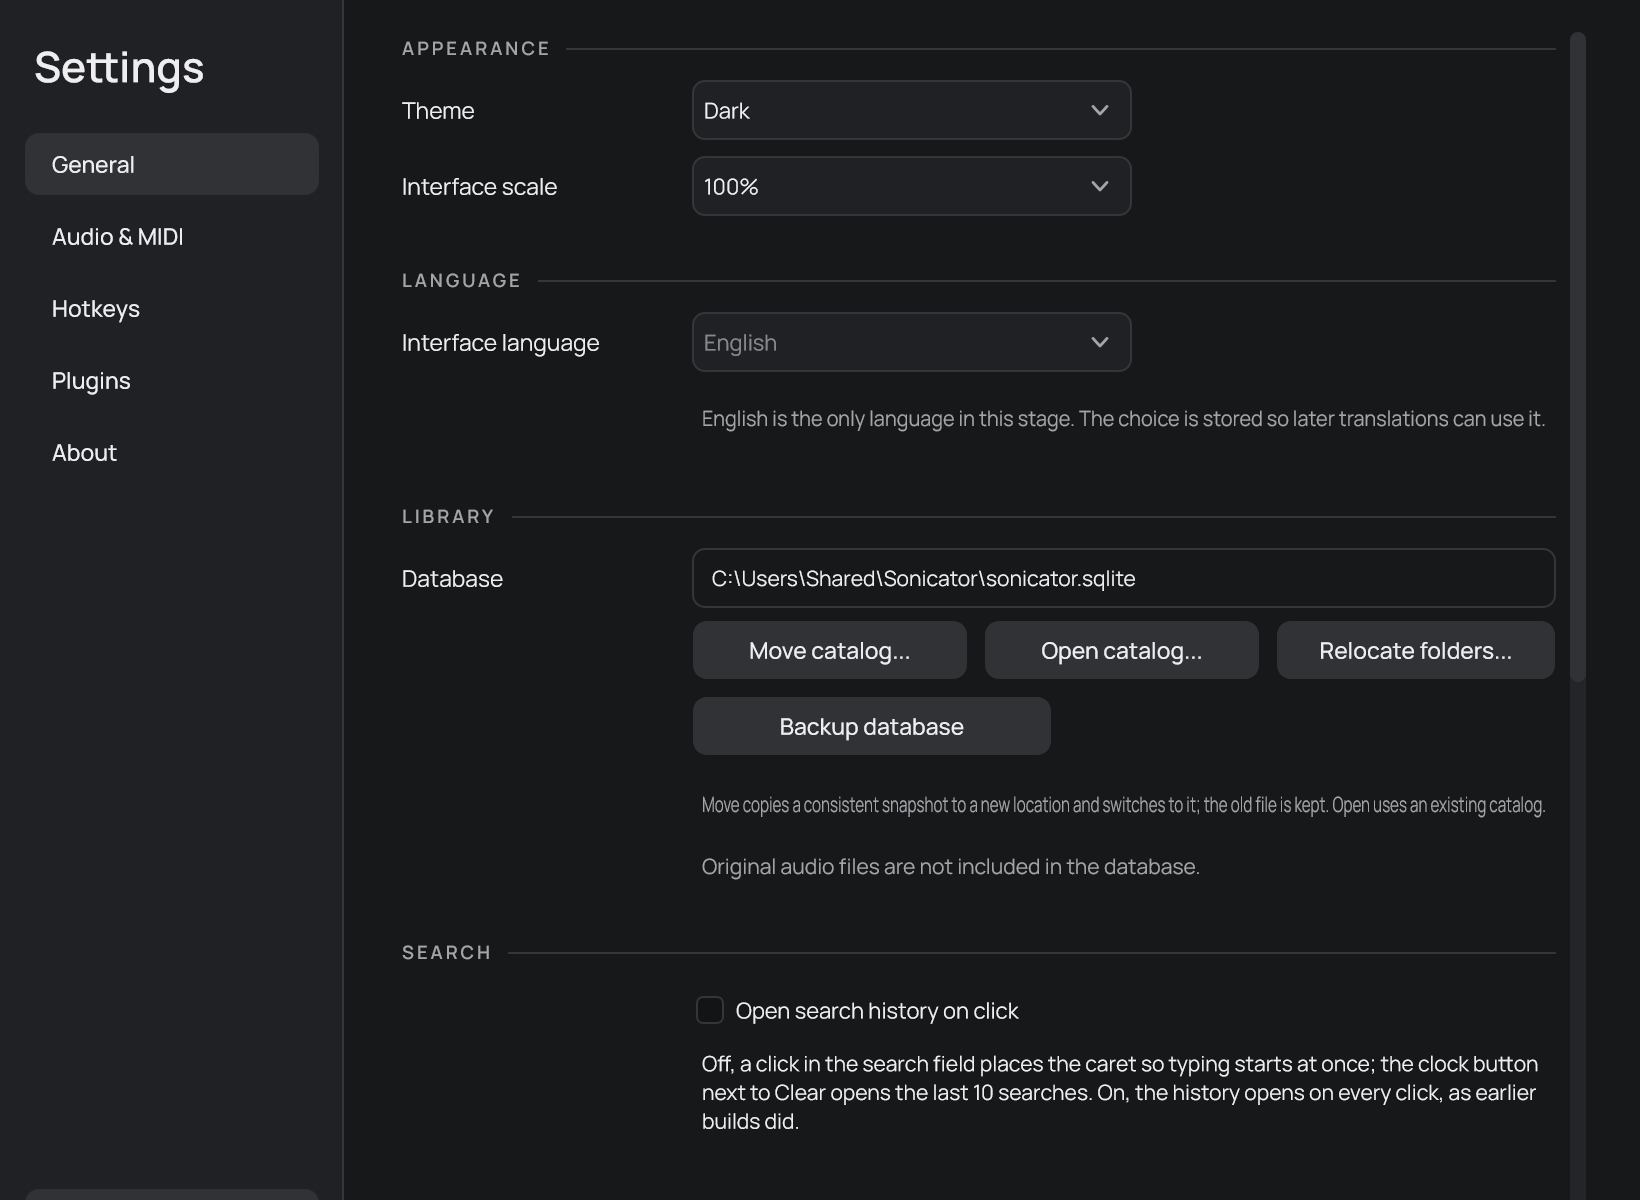 Settings
General
Audio & MIDI
Hotkeys
Plugins
About
APPEARANCE
Theme
Dark
Interface scale
100%
LANGUAGE
Interface language
English
English is the only language in this stage. The choice is stored so later translations can use it.
LIBRARY
Database
C:\Users\Shared\Sonicator\sonicator.sqlite
Move catalog...
Open catalog...
Relocate folders...
Backup database
Move copies a consistent snapshot to a new location and switches to it; the old file is kept. Open uses an existing catalog.
Original audio files are not included in the database.
SEARCH
Open search history on click
Off, a click in the search field places the caret so typing starts at once; the clock button
next to Clear opens the last 10 searches. On, the history opens on every click, as earlier
builds did.